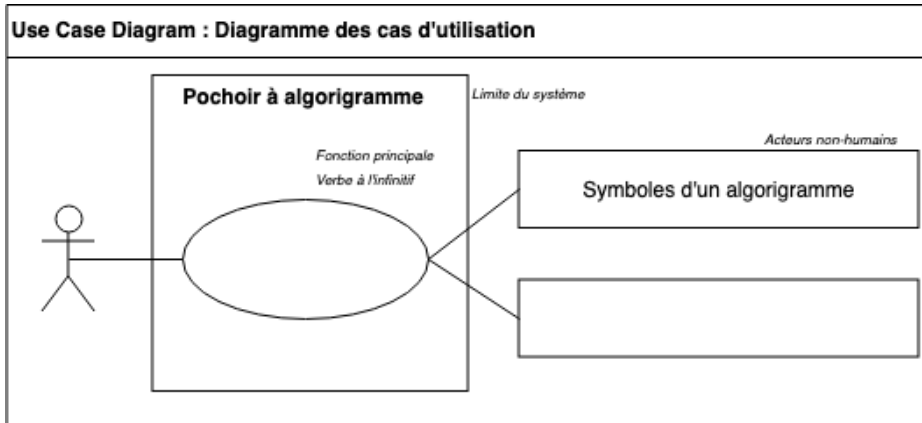 Use Case Diagram : Diagramme des cas d'utilisation
Pochoir à algorigramme
Limite du système
Fonction principale
Verbe à l'infinitif
Acteurs non-humains
Symboles d'un algorigramme